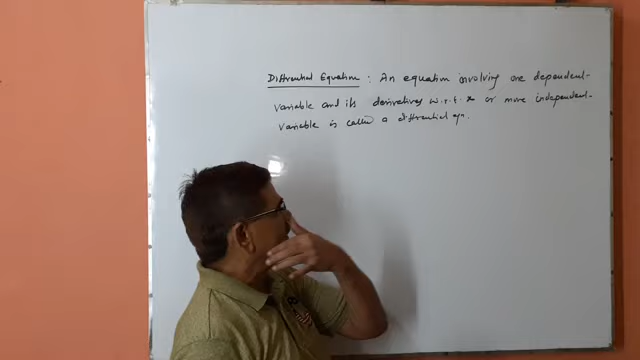 Differential Equation : An equation involving one dependent
variable and its derivatives w.r.t. or more independent
variable is called a differential eqn.